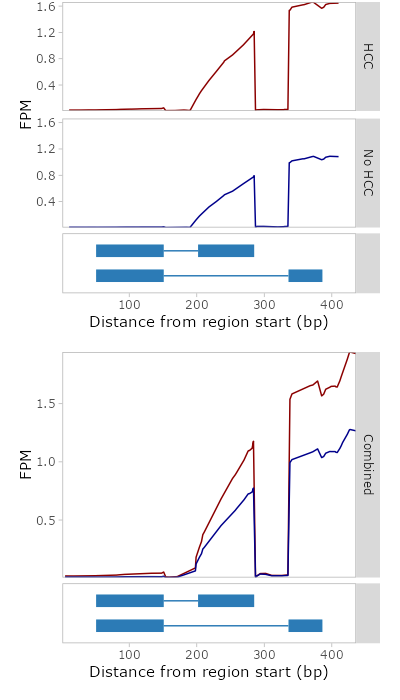 1.6
1.2
0.8
0.4
HCC
FPM
1.6
1.2
0.8
0.4
No HCC
100 200 300 400
Distance from region start (bp)
1.5
1.0
0.5
FPM
Combined
100 200 300 400
Distance from region start (bp)